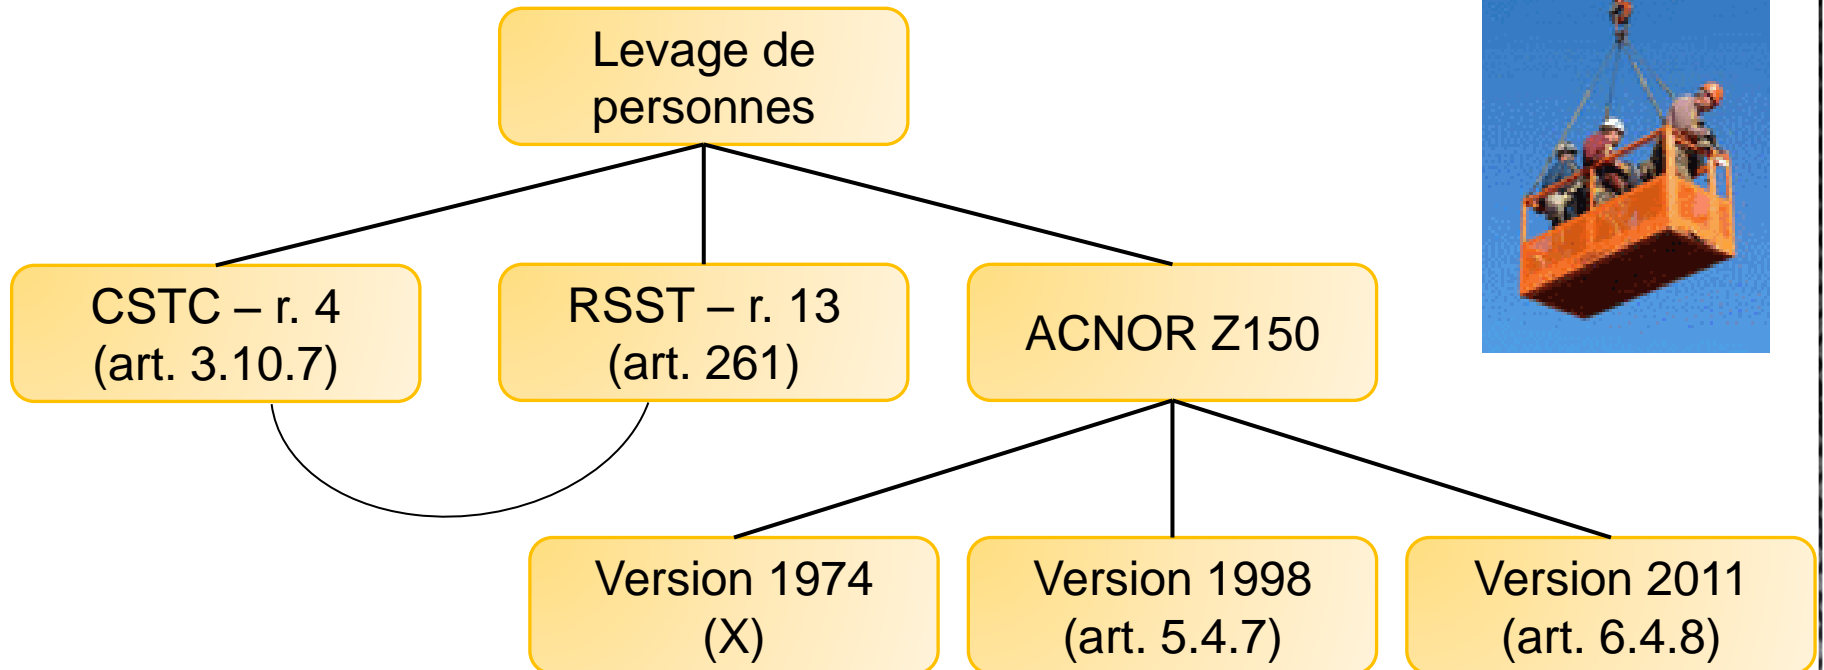 Levage de
personnes
CSTC – r. 4
(art. 3.10.7)
RSST – r. 13
(art. 261)
ACNOR Z150
Version 1974
(X)
Version 1998
(art. 5.4.7)
Version 2011
(art. 6.4.8)